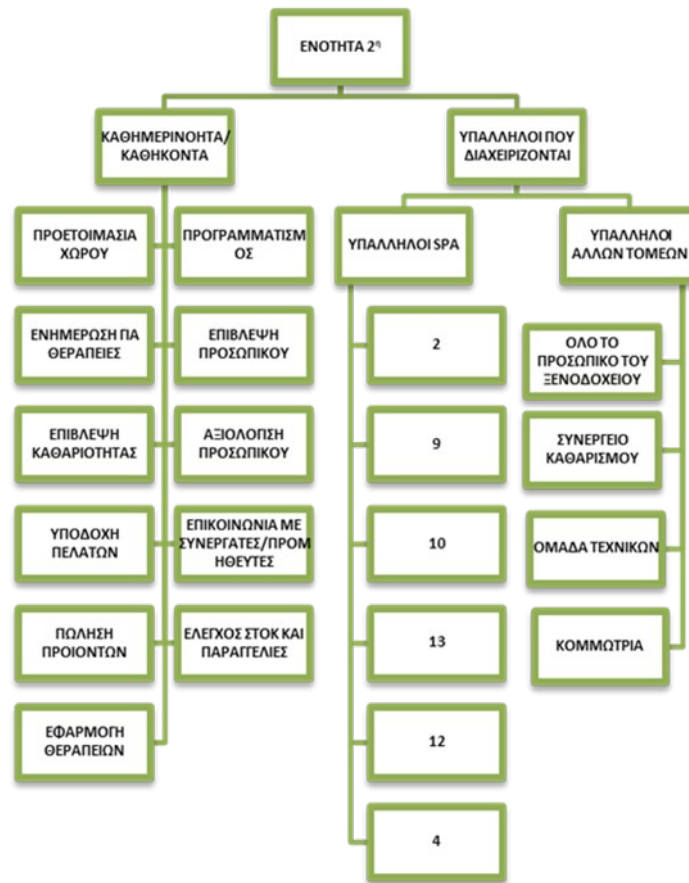 ΕΝΟΤΗΤΑ 2η
ΚΑΘΗΜΕΡΙΝΟΗΤΑ/
ΚΑΘΗΚΟΝΤΑ
ΥΠΑΛΛΗΛΟΙ ΠΟΥ
ΔΙΑΧΕΙΡΙΖΟΝΤΑΙ
ΠΡΟΕΤΟΙΜΑΣΙΑ
ΧΩΡΟΥ
ΠΡΟΓΡΑΜΜΑΤΙΣΜ
ΟΣ
ΥΠΑΛΛΗΛΟΙ SPA
ΥΠΑΛΛΗΛΟΙ
ΑΛΛΩΝ ΤΟΜΕΩΝ
ΕΝΗΜΕΡΩΣΗ ΓΙΑ
ΘΕΡΑΠΕΙΕΣ
ΕΠΙΒΛΕΨΗ
ΠΡΟΣΩΠΙΚΟΥ
2
ΟΛΟ ΤΟ
ΠΡΟΣΩΠΙΚΟ ΤΟΥ
ΞΕΝΟΔΟΧΕΙΟΥ
ΕΠΙΒΛΕΨΗ
ΚΑΘΑΡΙΟΤΗΤΑΣ
ΑΞΙΟΛΟΠΣΗ
ΠΡΟΣΩΠΙΚΟΥ
9
ΣΥΝΕΡΓΕΙΟ
ΚΑΘΑΡΙΣΜΟΥ
ΥΠΟΔΟΧΗ
ΠΕΛΑΤΩΝ
ΕΠΙΚΟΙΝΩΝΙΑ ΜΕ
ΣΥΝΕΡΓΑΤΕΣ/ΠΡΟΜ
ΗΘΕΥΤΕΣ
10
ΟΜΑΔΑ ΤΕΧΝΙΚΩΝ
ΠΩΛΗΣΗ
ΠΡΟΙΟΝΤΩΝ
ΕΛΕΓΧΟΣ ΣΤΟΚ ΚΑΙ
ΠΑΡΑΓΓΕΛΙΕΣ
13
ΚΟΜΜΩΤΡΙΑ
ΕΦΑΡΜΟΓΗ
ΘΕΡΑΠΕΙΩΝ
12
4